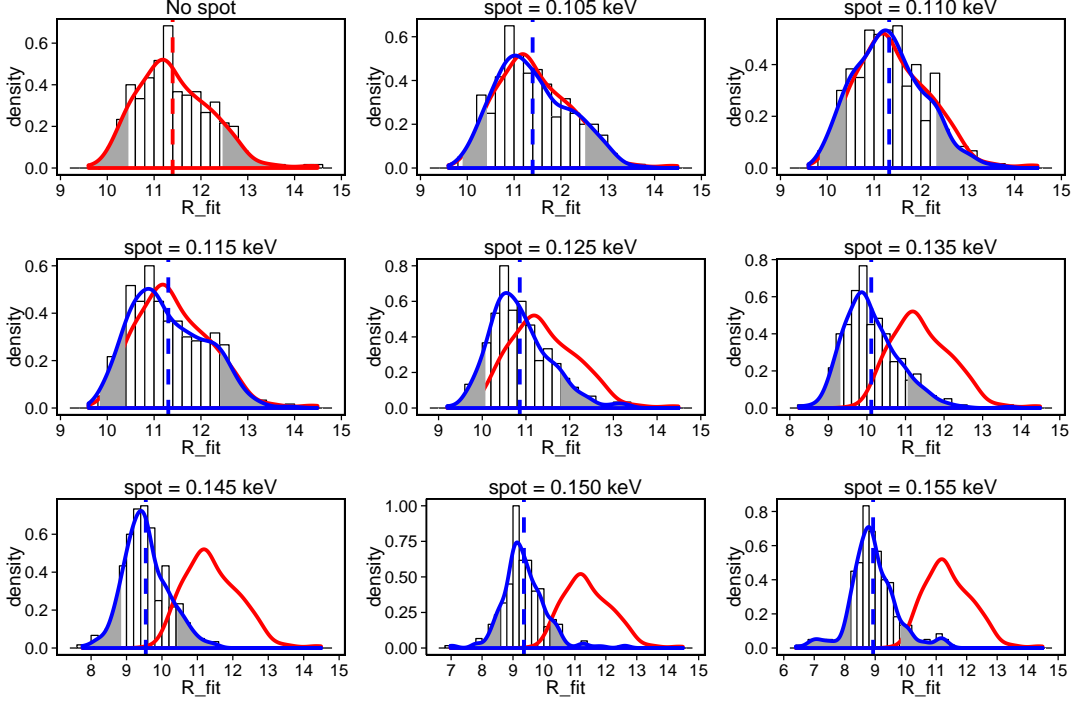 No spot
spot = 0.105 keV
spot = 0.110 keV
density
0.6
0.4
0.2
0.0
9 10 11 12 13 14 15
R_fit
density
0.6
0.4
0.2
0.0
9 10 11 12 13 14 15
R_fit
density
0.4
0.2
0.0
9 10 11 12 13 14 15
R_fit
spot = 0.115 keV
spot = 0.125 keV
spot = 0.135 keV
density
0.6
0.4
0.2
0.0
9 10 11 12 13 14 15
R_fit
density
0.8
0.6
0.4
0.2
0.0
9 10 11 12 13 14 15
R_fit
density
0.8
0.6
0.4
0.2
0.0
8 9 10 11 12 13 14 15
R_fit
spot = 0.145 keV
spot = 0.150 keV
spot = 0.155 keV
density
0.6
0.4
0.2
0.0
8 9 10 11 12 13 14 15
R_fit
density
1.00
0.75
0.50
0.25
0.00
7 8 9 10 11 12 13 14 15
R_fit
density
0.8
0.6
0.4
0.2
0.0
6 7 8 9 10 11 12 13 14 15
R_fit